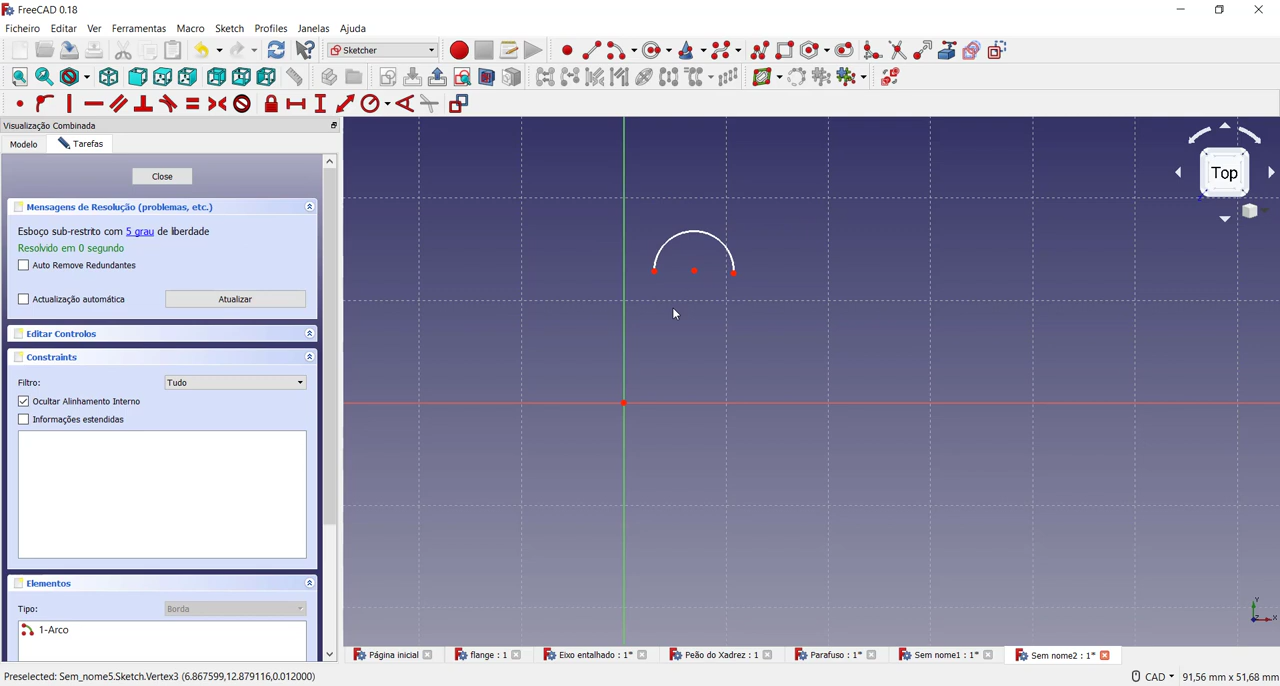 FreeCAD 0.18
Ficheiro Editar Ver Ferramentas Macro Sketch Profiles Janelas Ajuda
Sketcher
Visualização Combinada
Modelo Tarefas
Close
Mensagens de Resolução (problemas, etc.)
Esboço sub-restrito com 5 grau de liberdade
Resolvido em 0 segundo
Auto Remove Redundantes
Actualização automática Atualizar
Editar Controlos
Constraints
Filtro: Tudo
Ocultar Alinhamento Interno
Informações estendidas
Elementos
Tipo: Borda
1-Arco
Top
Y
Z X
Página inicial flange : 1 Eixo entalhado : 1* Peão do Xadrez : 1 Parafuso : 1* Sem nome1 : 1* Sem nome2 : 1*
Preselected: Sem_nome5.Sketch.Vertex3 (6.867599,12.879116,0.012000) CAD 91,56 mm x 51,68 mm